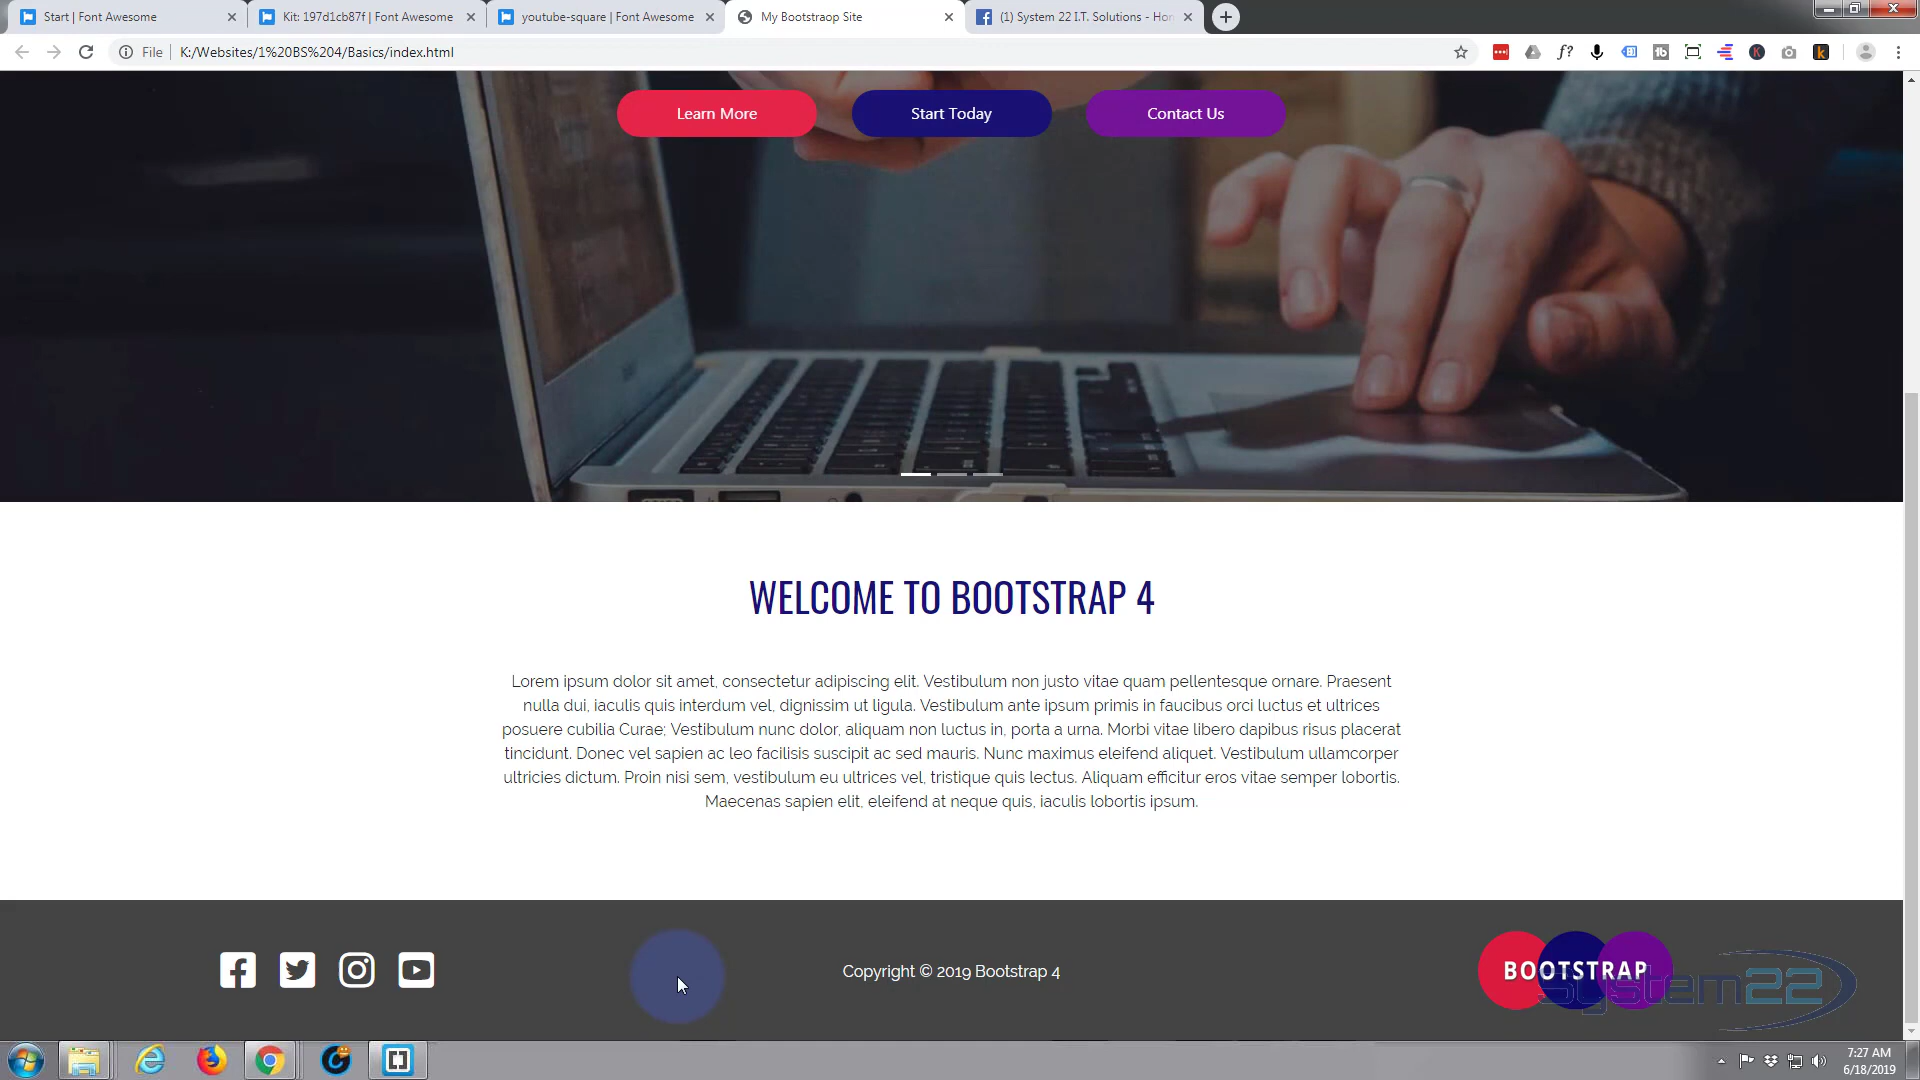 Start | Font Awesome
Kit: 197d1cb87f | Font Awesome
youtube-square | Font Awesome
My Bootstraop Site
(1) System 22 I.T. Solutions - Hon
File
K:/Websites/1%20BS%204/Basics/index.html
Learn More
Start Today
Contact Us
WELCOME TO BOOTSTRAP 4
Lorem ipsum dolor sit amet, consectetur adipiscing elit. Vestibulum non justo vitae quam pellentesque ornare. Praesent
nulla dui, iaculis quis interdum vel, dignissim ut ligula. Vestibulum ante ipsum primis in faucibus orci luctus et ultrices
posuere cubilia Curae; Vestibulum nunc dolor, aliquam non luctus in, porta a urna. Morbi vitae libero dapibus risus placerat
tincidunt. Donec vel sapien ac leo facilisis suscipit ac sed mauris. Nunc maximus eleifend aliquet. Vestibulum ullamcorper
ultricies dictum. Proin nisi sem, vestibulum eu ultrices vel, tristique quis lectus. Aliquam efficitur eros vitae semper lobortis.
Maecenas sapien elit, eleifend at neque quis, iaculis lobortis ipsum.
Copyright © 2019 Bootstrap 4
BOOTSTRAP
system22
7:27 AM
6/18/2019